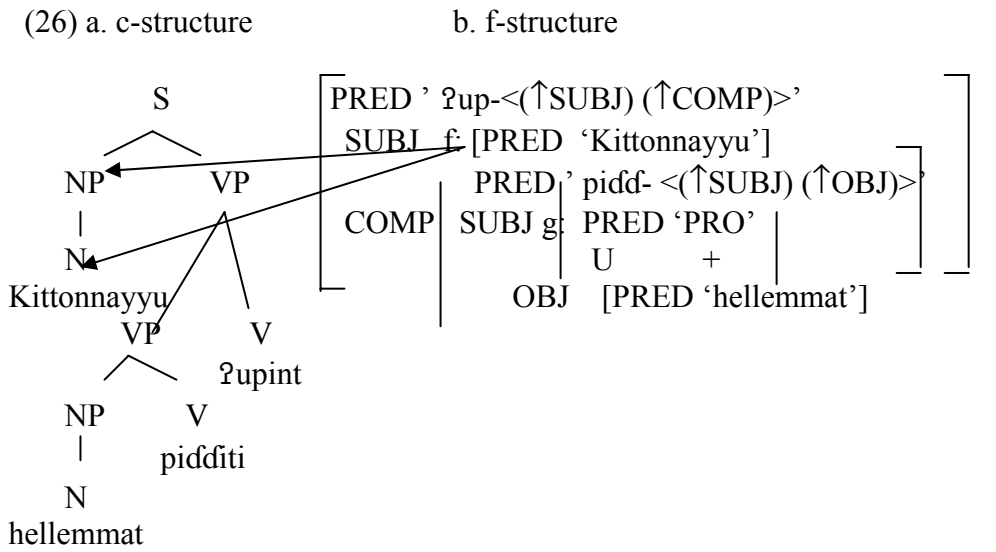 (26) a. c-structure b. f-structure
S PRED ’ ʔup-<(↑SUBJ) (↑COMP)>’
SUBJ f: [PRED ‘Kittonnayyu’]
NP VP PRED ’ piɗɗ- <(↑SUBJ) (↑OBJ)>’
COMP SUBJ g: PRED ‘PRO’
N U +
Kittonnayyu OBJ [PRED ‘hellemmat’]
VP V
ʔupint
NP V
piɗɗiti
N
hellemmat